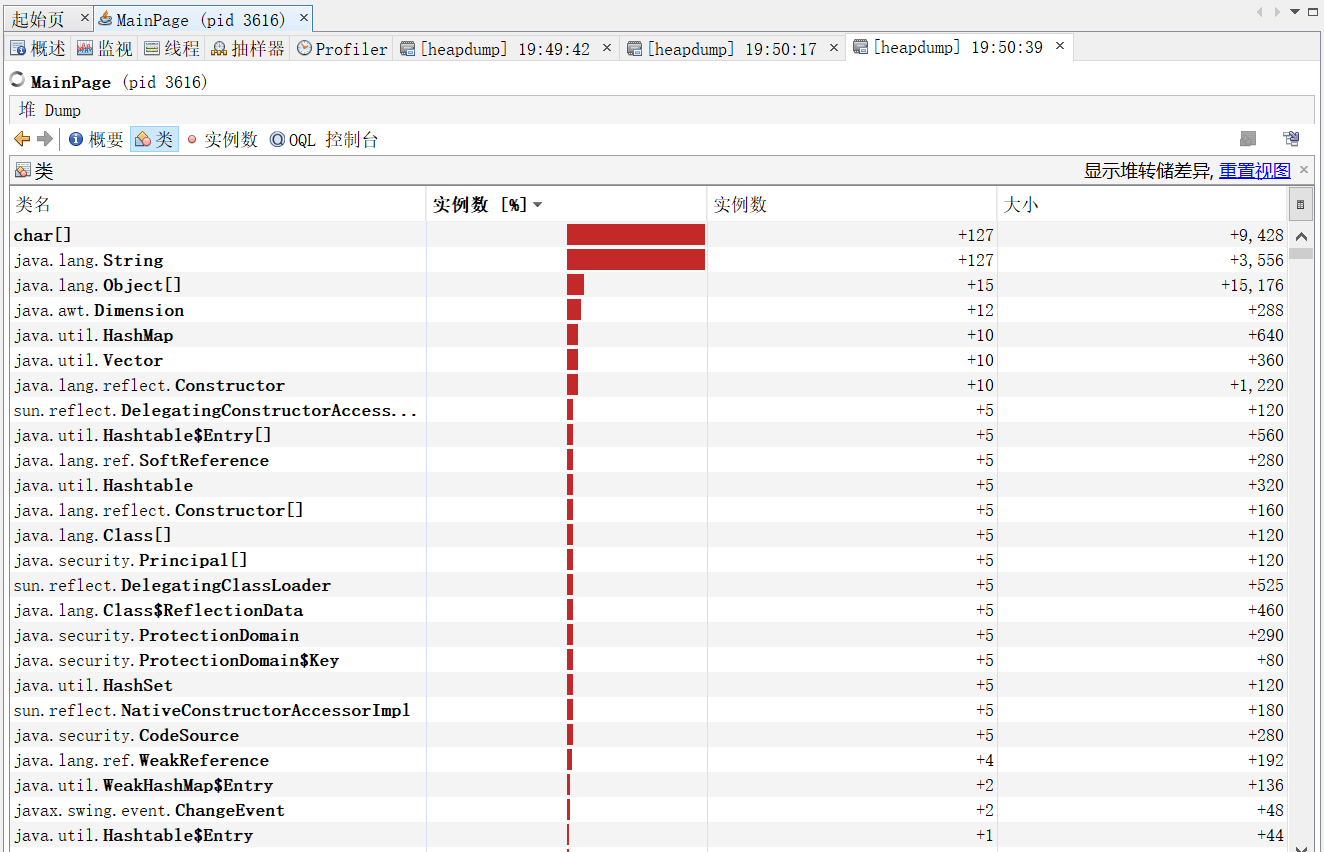 起始页 × MainPage (pid 3616) ×
概述 监视 线程 抽样器 Profiler [heapdump] 19:49:42 × [heapdump] 19:50:17 × [heapdump] 19:50:39 ×
MainPage (pid 3616)
堆 Dump
概要 类 实例数 OQL 控制台
类 显示堆转储差异, 重置视图 ×
类名 实例数 [%] 实例数 大小
char[] +127 +9,428
java.lang.String +127 +3,556
java.lang.Object[] +15 +15,176
java.awt.Dimension +12 +288
java.util.HashMap +10 +640
java.util.Vector +10 +360
java.lang.reflect.Constructor +10 +1,220
sun.reflect.DelegatingConstructorAccess... +5 +120
java.util.Hashtable$Entry[] +5 +560
java.lang.ref.SoftReference +5 +280
java.util.Hashtable +5 +320
java.lang.reflect.Constructor[] +5 +160
java.lang.Class[] +5 +120
java.security.Principal[] +5 +120
sun.reflect.DelegatingClassLoader +5 +525
java.lang.Class$ReflectionData +5 +460
java.security.ProtectionDomain +5 +290
java.security.ProtectionDomain$Key +5 +80
java.util.HashSet +5 +120
sun.reflect.NativeConstructorAccessorImpl +5 +180
java.security.CodeSource +5 +280
java.lang.ref.WeakReference +4 +192
java.util.WeakHashMap$Entry +2 +136
javax.swing.event.ChangeEvent +2 +48
java.util.Hashtable$Entry +1 +44